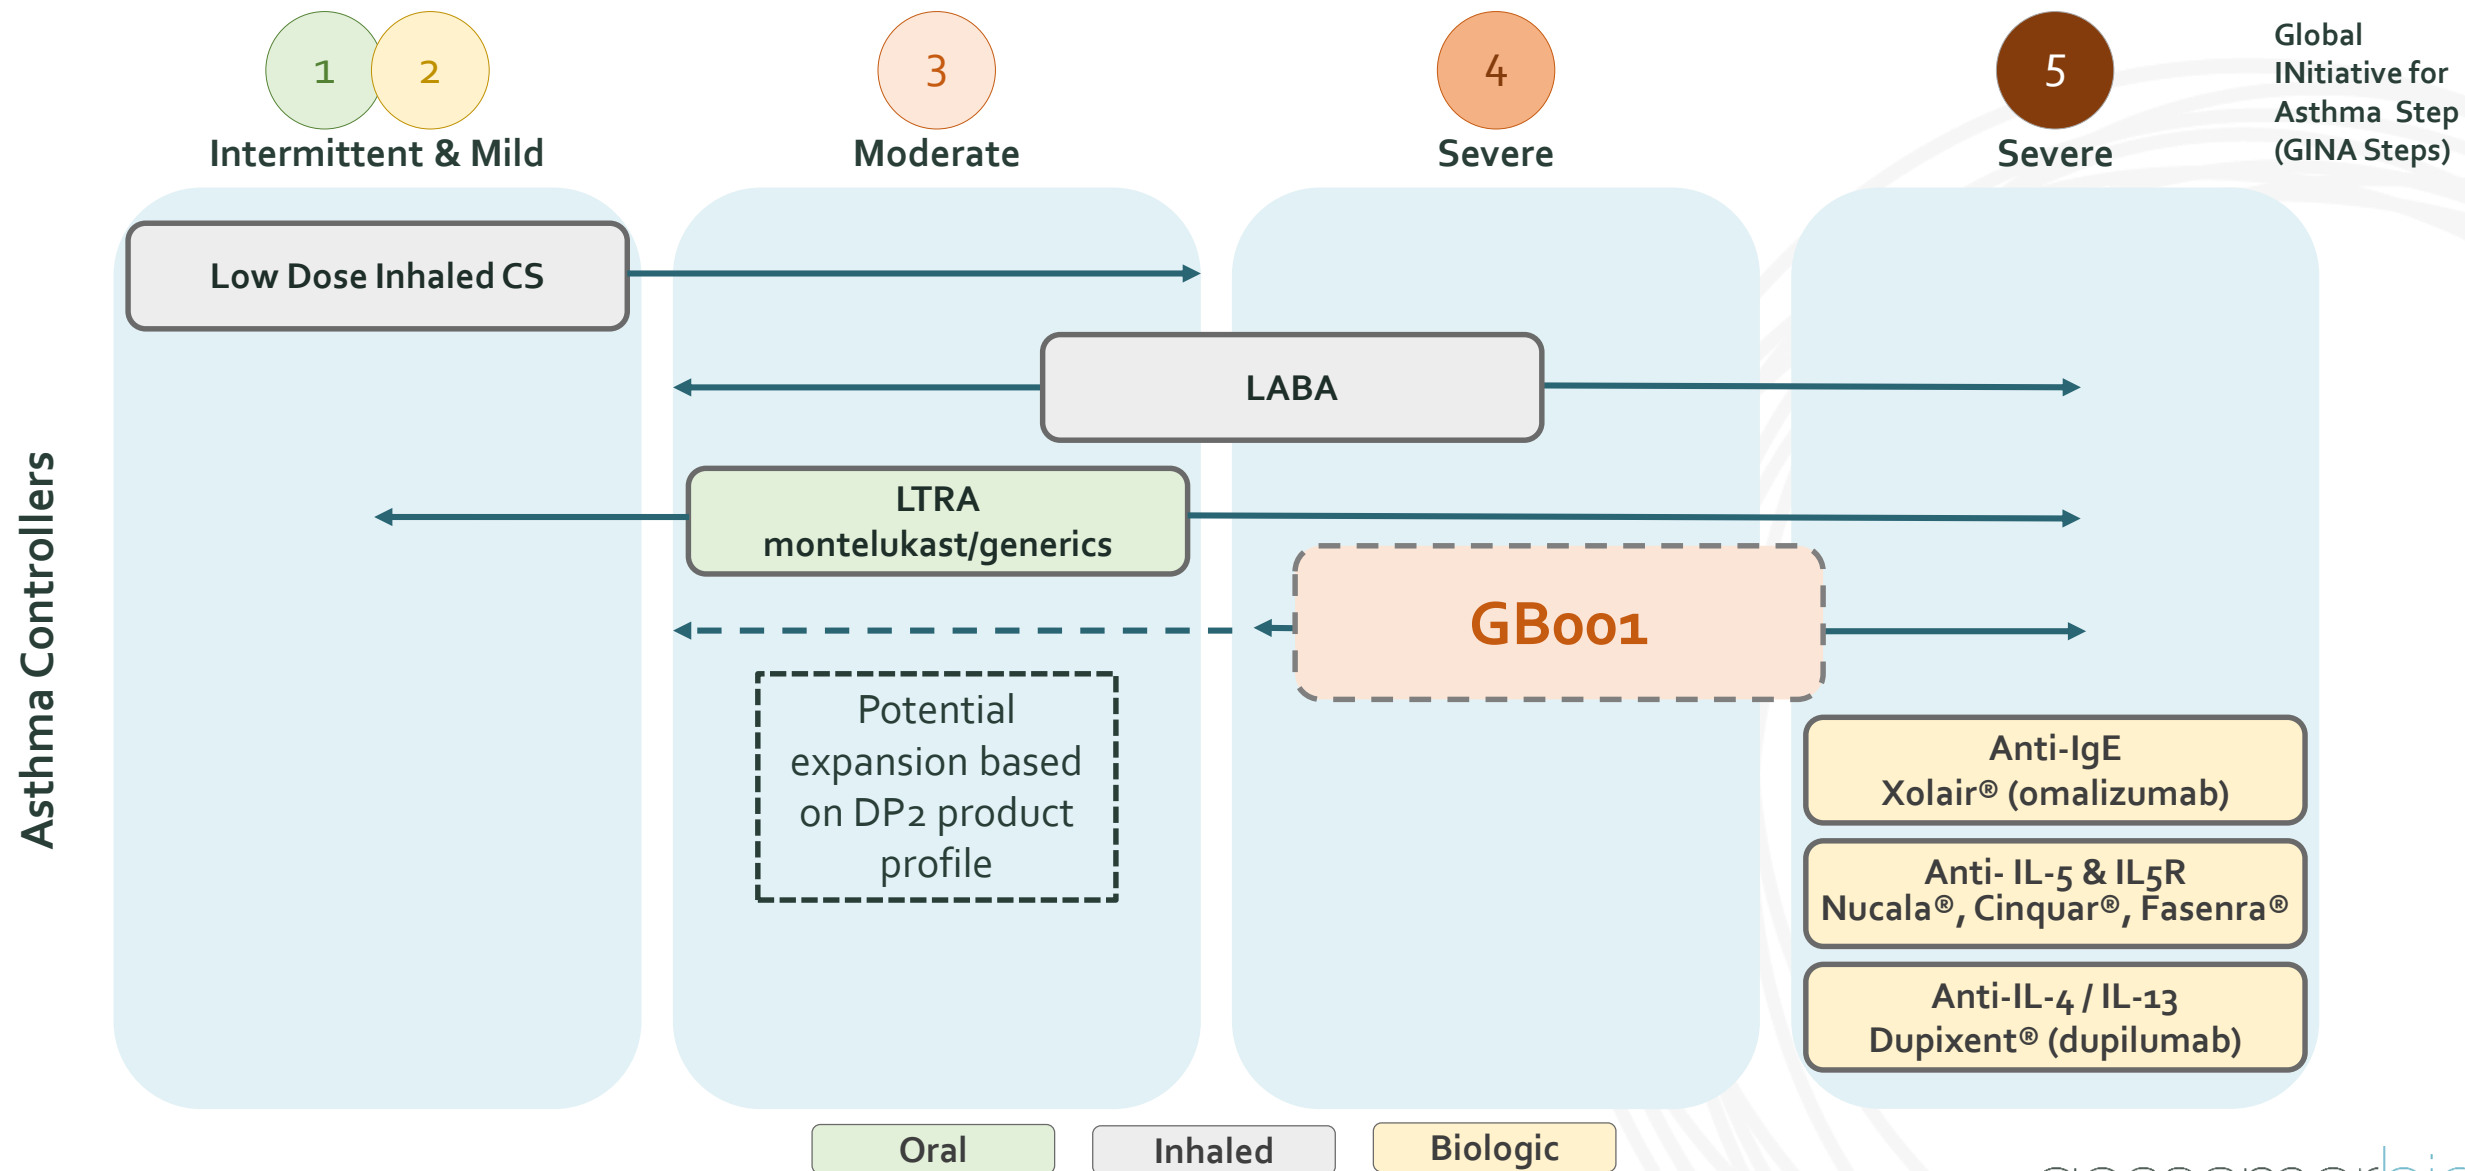 1
2
3
4
5
Global
INitiative for
Asthma Step
(GINA Steps)
Intermittent & Mild
Moderate
Severe
Severe
Asthma Controllers
Low Dose Inhaled CS
LABA
LTRA
montelukast/generics
GB001
Potential
expansion based
on DP2 product
profile
Anti-IgE
Xolair® (omalizumab)
Anti- IL-5 & IL5R
Nucala®, Cinquar®, Fasenra®
Anti-IL-4 / IL-13
Dupixent® (dupilumab)
Oral
Inhaled
Biologic